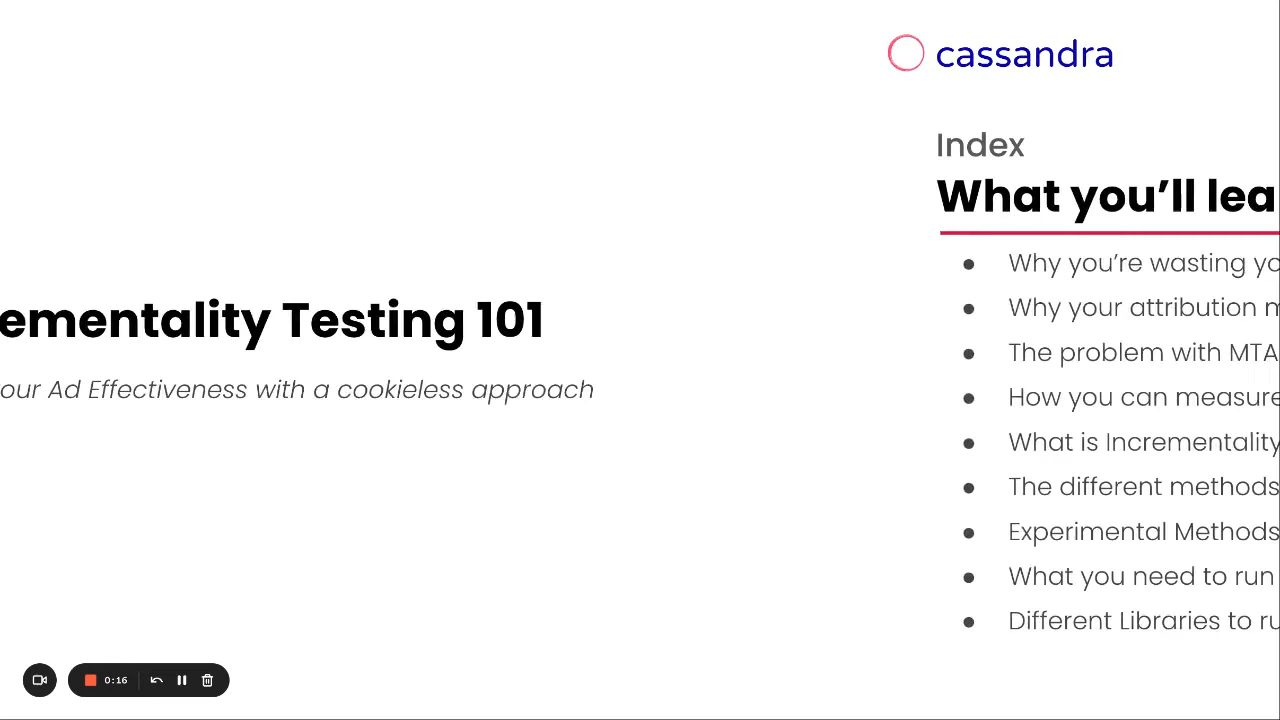 cassandra
Index
What you’ll lea
Why you’re wasting yo
Why your attribution m
The problem with MTA
How you can measure
What is Incrementality
The different methods
Experimental Methods
What you need to run
Different Libraries to ru
ementality Testing 101
our Ad Effectiveness with a cookieless approach
0:16